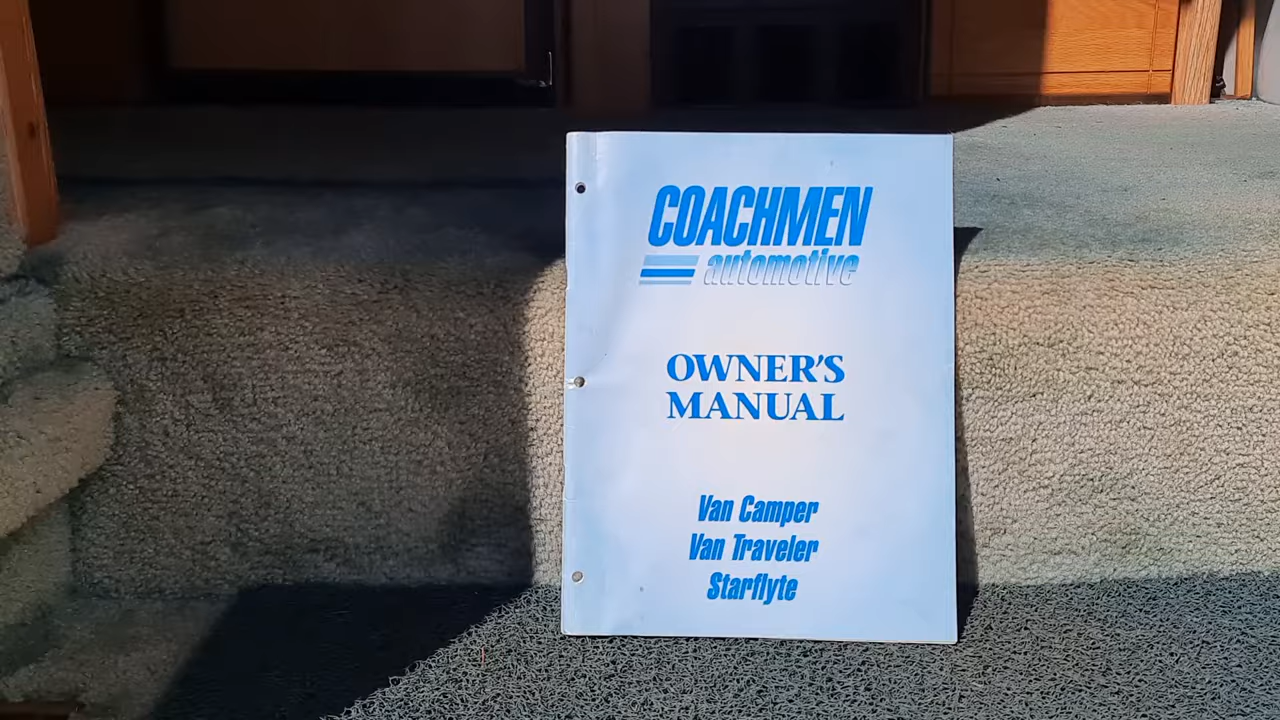 COACHMEN
automotive
OWNER'S
MANUAL
Van Camper
Van Traveler
Starflyte